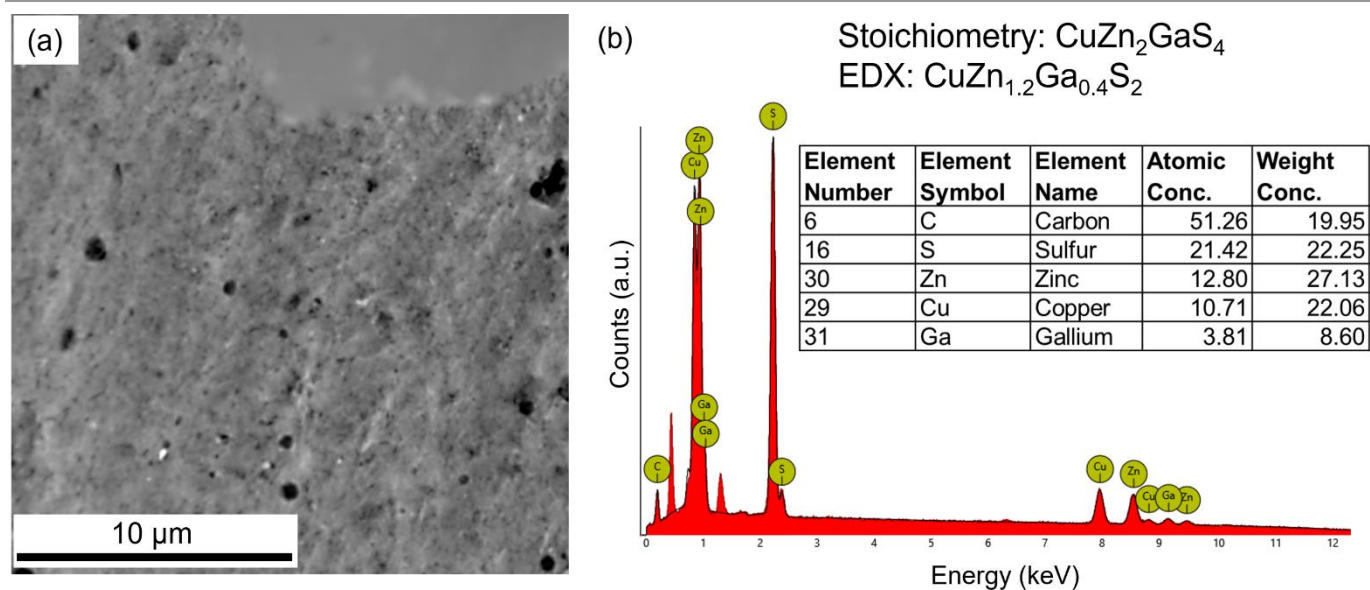 (a)
10 µm
(b)
Stoichiometry: CuZn₂GaS₄
EDX: CuZn₁.₂Ga₀.₄S₂
Element Number Element Symbol Element Name Atomic Conc. Weight Conc.
6 C Carbon 51.26 19.95
16 S Sulfur 21.42 22.25
30 Zn Zinc 12.80 27.13
29 Cu Copper 10.71 22.06
31 Ga Gallium 3.81 8.60
Counts (a.u.)
C
Zn
Cu
Zn
Ga
Ga
S
S
Cu
Zn
Cu
Ga
Zn
0 1 2 3 4 5 6 7 8 9 10 11 12
Energy (keV)